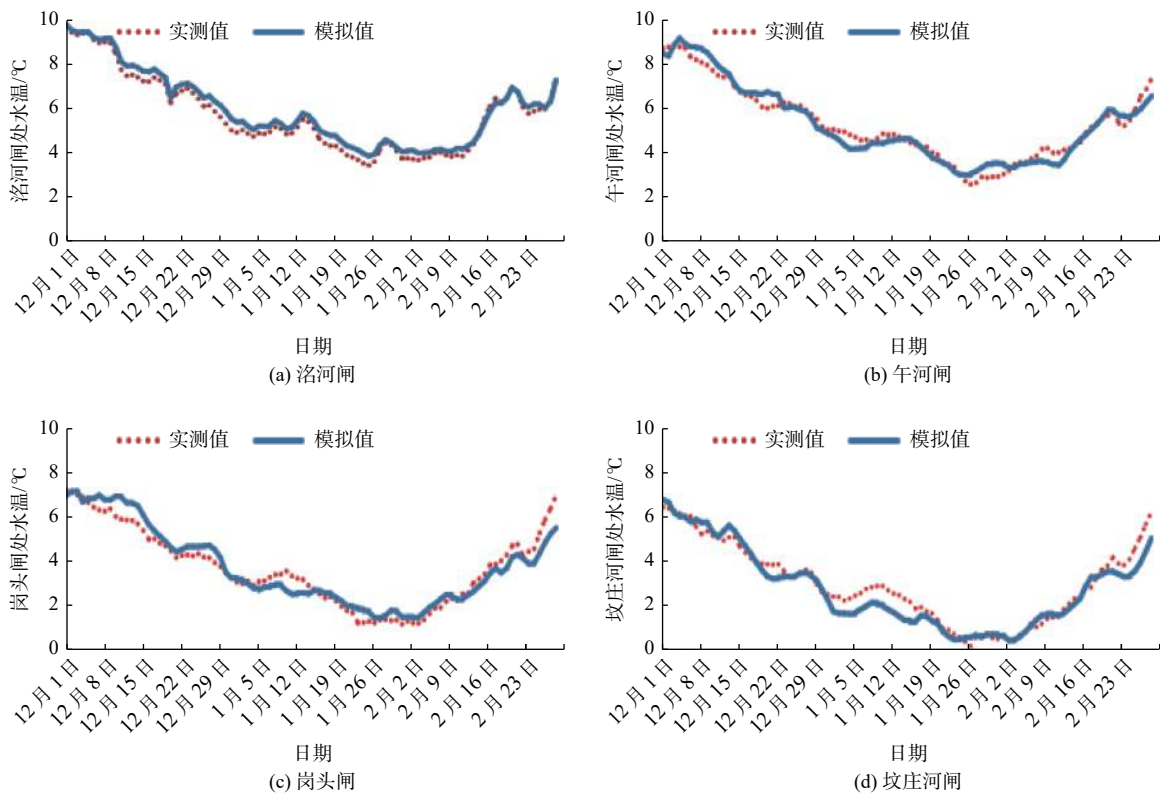 10
8
6
4
2
0
洺河闸处水温/℃
实测值 模拟值
12月1日
12月8日
12月15日
12月22日
12月29日
1月5日
1月12日
1月19日
1月26日
2月2日
2月9日
2月16日
2月23日
日期
(a) 洺河闸
10
8
6
4
2
0
午河闸处水温/℃
实测值 模拟值
12月1日
12月8日
12月15日
12月22日
12月29日
1月5日
1月12日
1月19日
1月26日
2月2日
2月9日
2月16日
2月23日
日期
(b) 午河闸
10
8
6
4
2
0
岗头闸处水温/℃
实测值 模拟值
12月1日
12月8日
12月15日
12月22日
12月29日
1月5日
1月12日
1月19日
1月26日
2月2日
2月9日
2月16日
2月23日
日期
(c) 岗头闸
10
8
6
4
2
0
坟庄河闸处水温/℃
实测值 模拟值
12月1日
12月8日
12月15日
12月22日
12月29日
1月5日
1月12日
1月19日
1月26日
2月2日
2月9日
2月16日
2月23日
日期
(d) 坟庄河闸